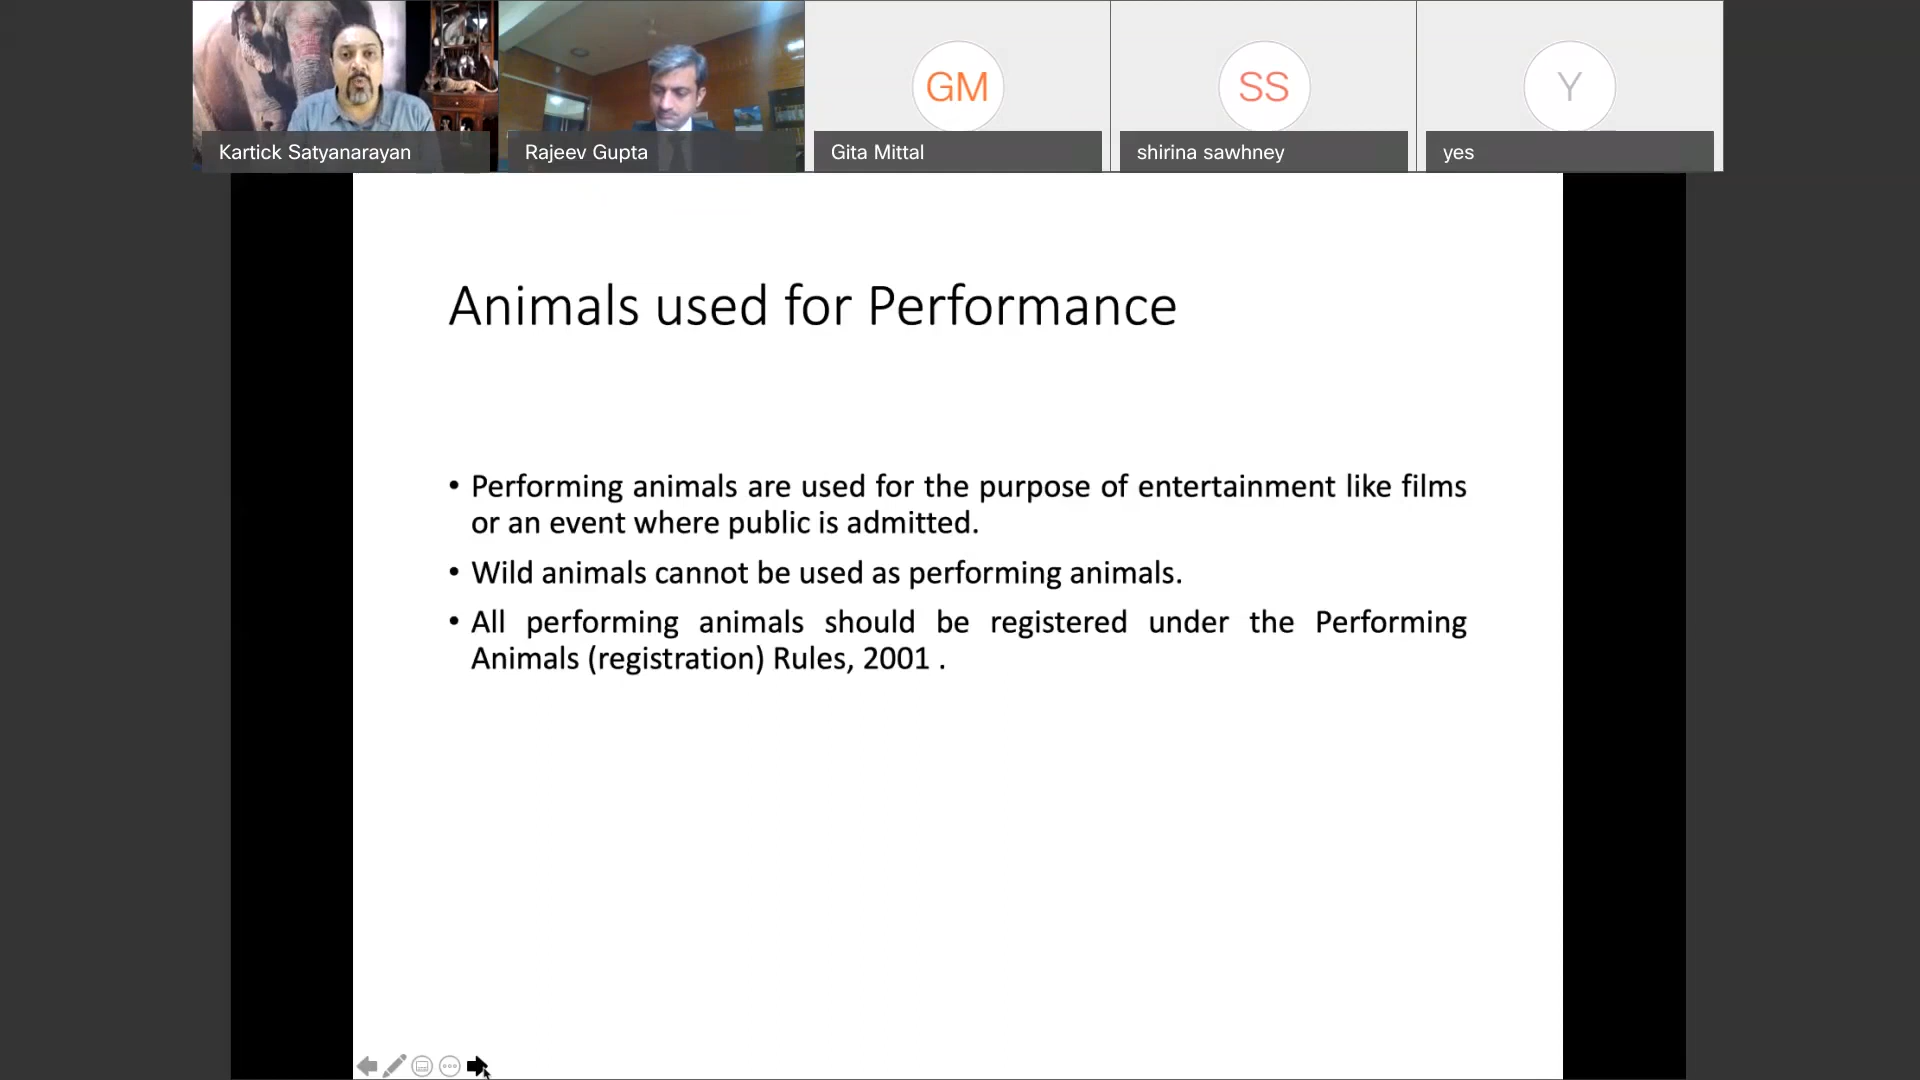 Kartick Satyanarayan
Rajeev Gupta
GM
Gita Mittal
SS
shirina sawhney
Y
yes
Animals used for Performance
• Performing animals are used for the purpose of entertainment like films
or an event where public is admitted.
• Wild animals cannot be used as performing animals.
• All performing animals should be registered under the Performing
Animals (registration) Rules, 2001 .